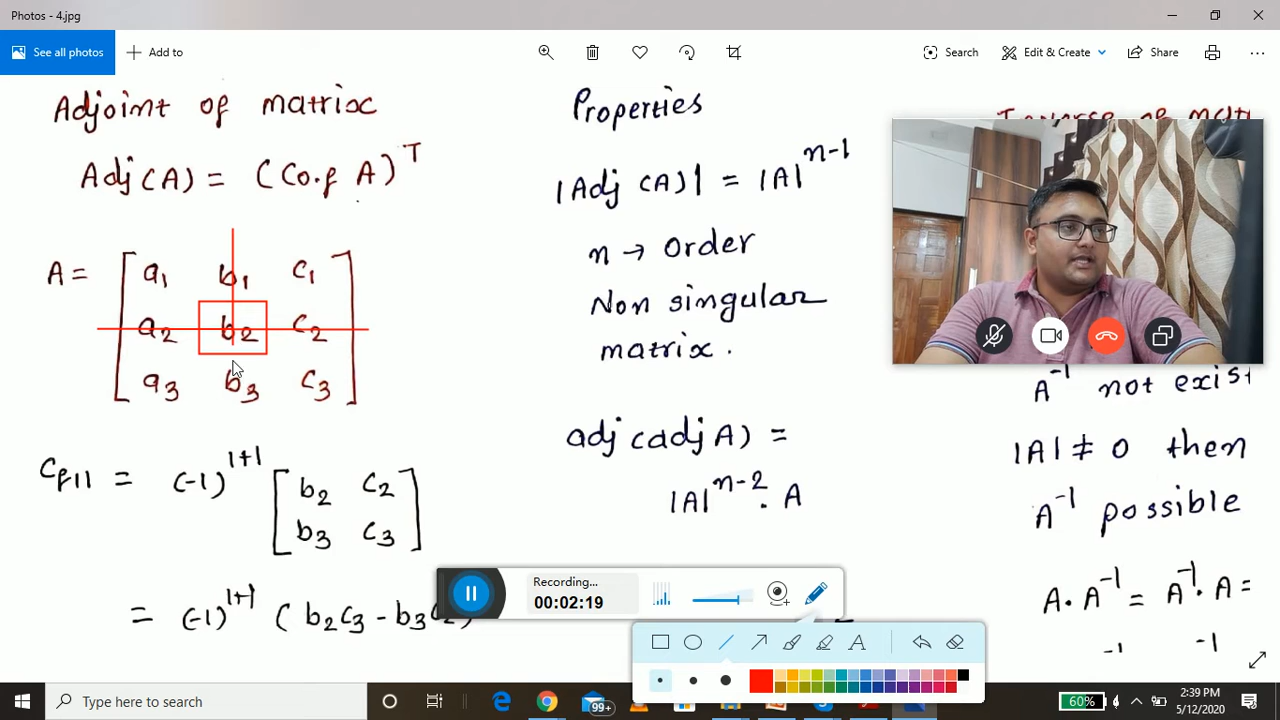 Photos - 4.jpg
See all photos
Add to
Search
Edit & Create
Share
Adjoint of matrix
Adj(A) = (Co.f A)^T
A = [ a₁ b₁ c₁
a₂ b₂ c₂
a₃ b₃ c₃ ]
Cf11 = (-1)^1+1 [ b₂ c₂
b₃ c₃ ]
= (-1)^1+1 ( b₂c₃ - b₃c₂)
Properties
|Adj (A)| = |A|^n-1
n → Order
Non singular
matrix .
adj(adj A) =
|A|^n-2 . A
A^-1 not exist
|A| ≠ 0 then
A^-1 possible
A . A^-1 = A^-1 . A =
Recording...
00:02:19
A
Type here to search
99+
60%
2:39 PM
5/12/2020